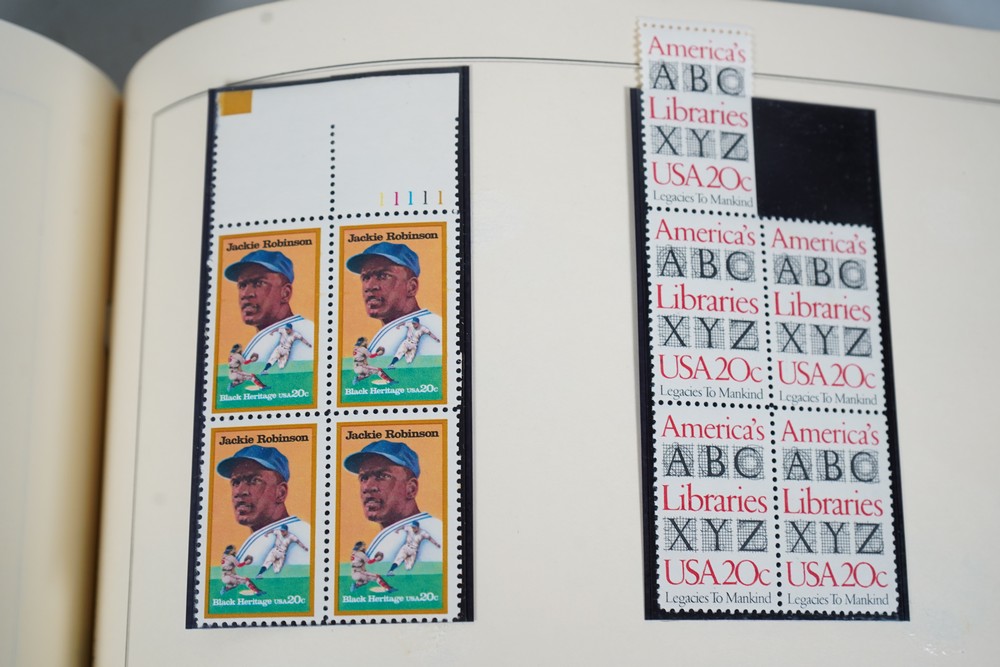 11111
Jackie Robinson
Black Heritage USA 20c
Jackie Robinson
Black Heritage USA 20c
Jackie Robinson
Black Heritage USA 20c
Jackie Robinson
Black Heritage USA 20c
America's
ABC
Libraries
XYZ
USA 20c
Legacies To Mankind
America's
ABC
Libraries
XYZ
USA 20c
Legacies To Mankind
America's
ABC
Libraries
XYZ
USA 20c
Legacies To Mankind
America's
ABC
Libraries
XYZ
USA 20c
Legacies To Mankind
America's
ABC
Libraries
XYZ
USA 20c
Legacies To Mankind